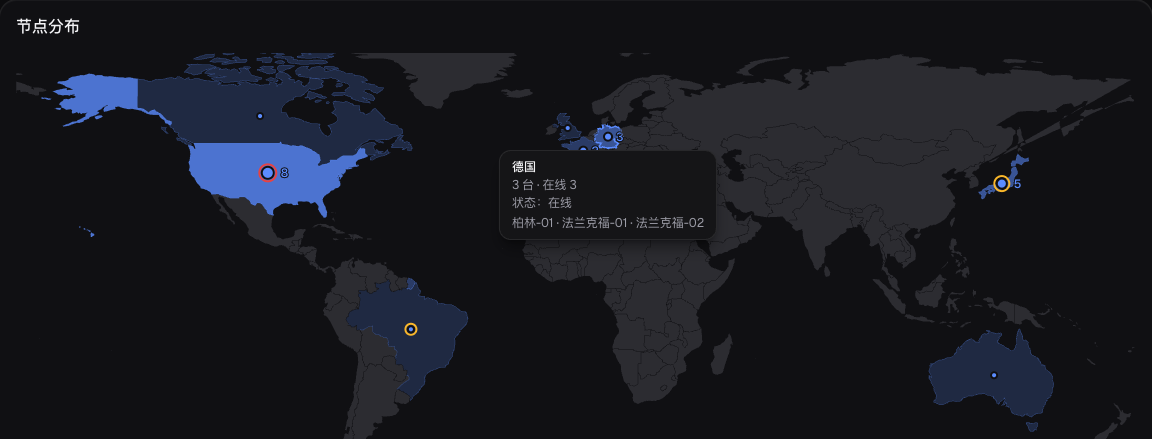 节点分布
3
8
德国
3 台 · 在线 3
状态：在线
柏林-01 · 法兰克福-01 · 法兰克福-02
5